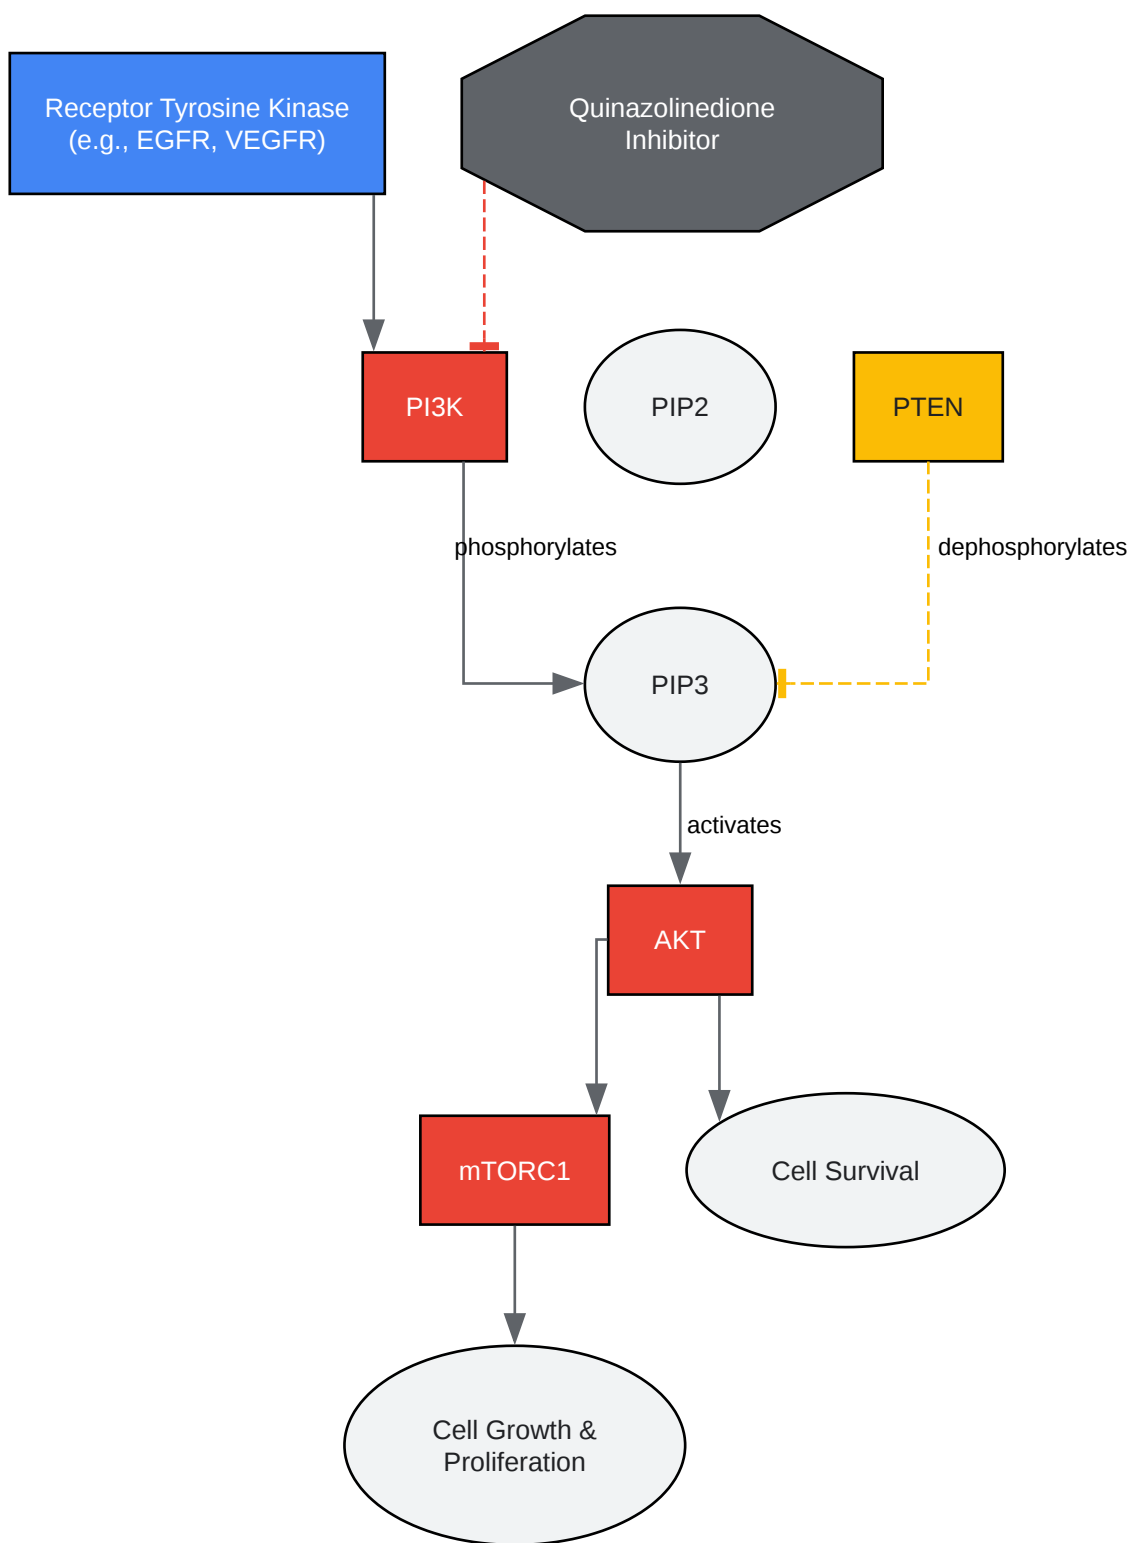 Receptor Tyrosine Kinase
(e.g., EGFR, VEGFR)
Quinazolinedione
Inhibitor
PI3K
PIP2
PTEN
phosphorylates
dephosphorylates
PIP3
activates
AKT
mTORC1
Cell Survival
Cell Growth &
Proliferation